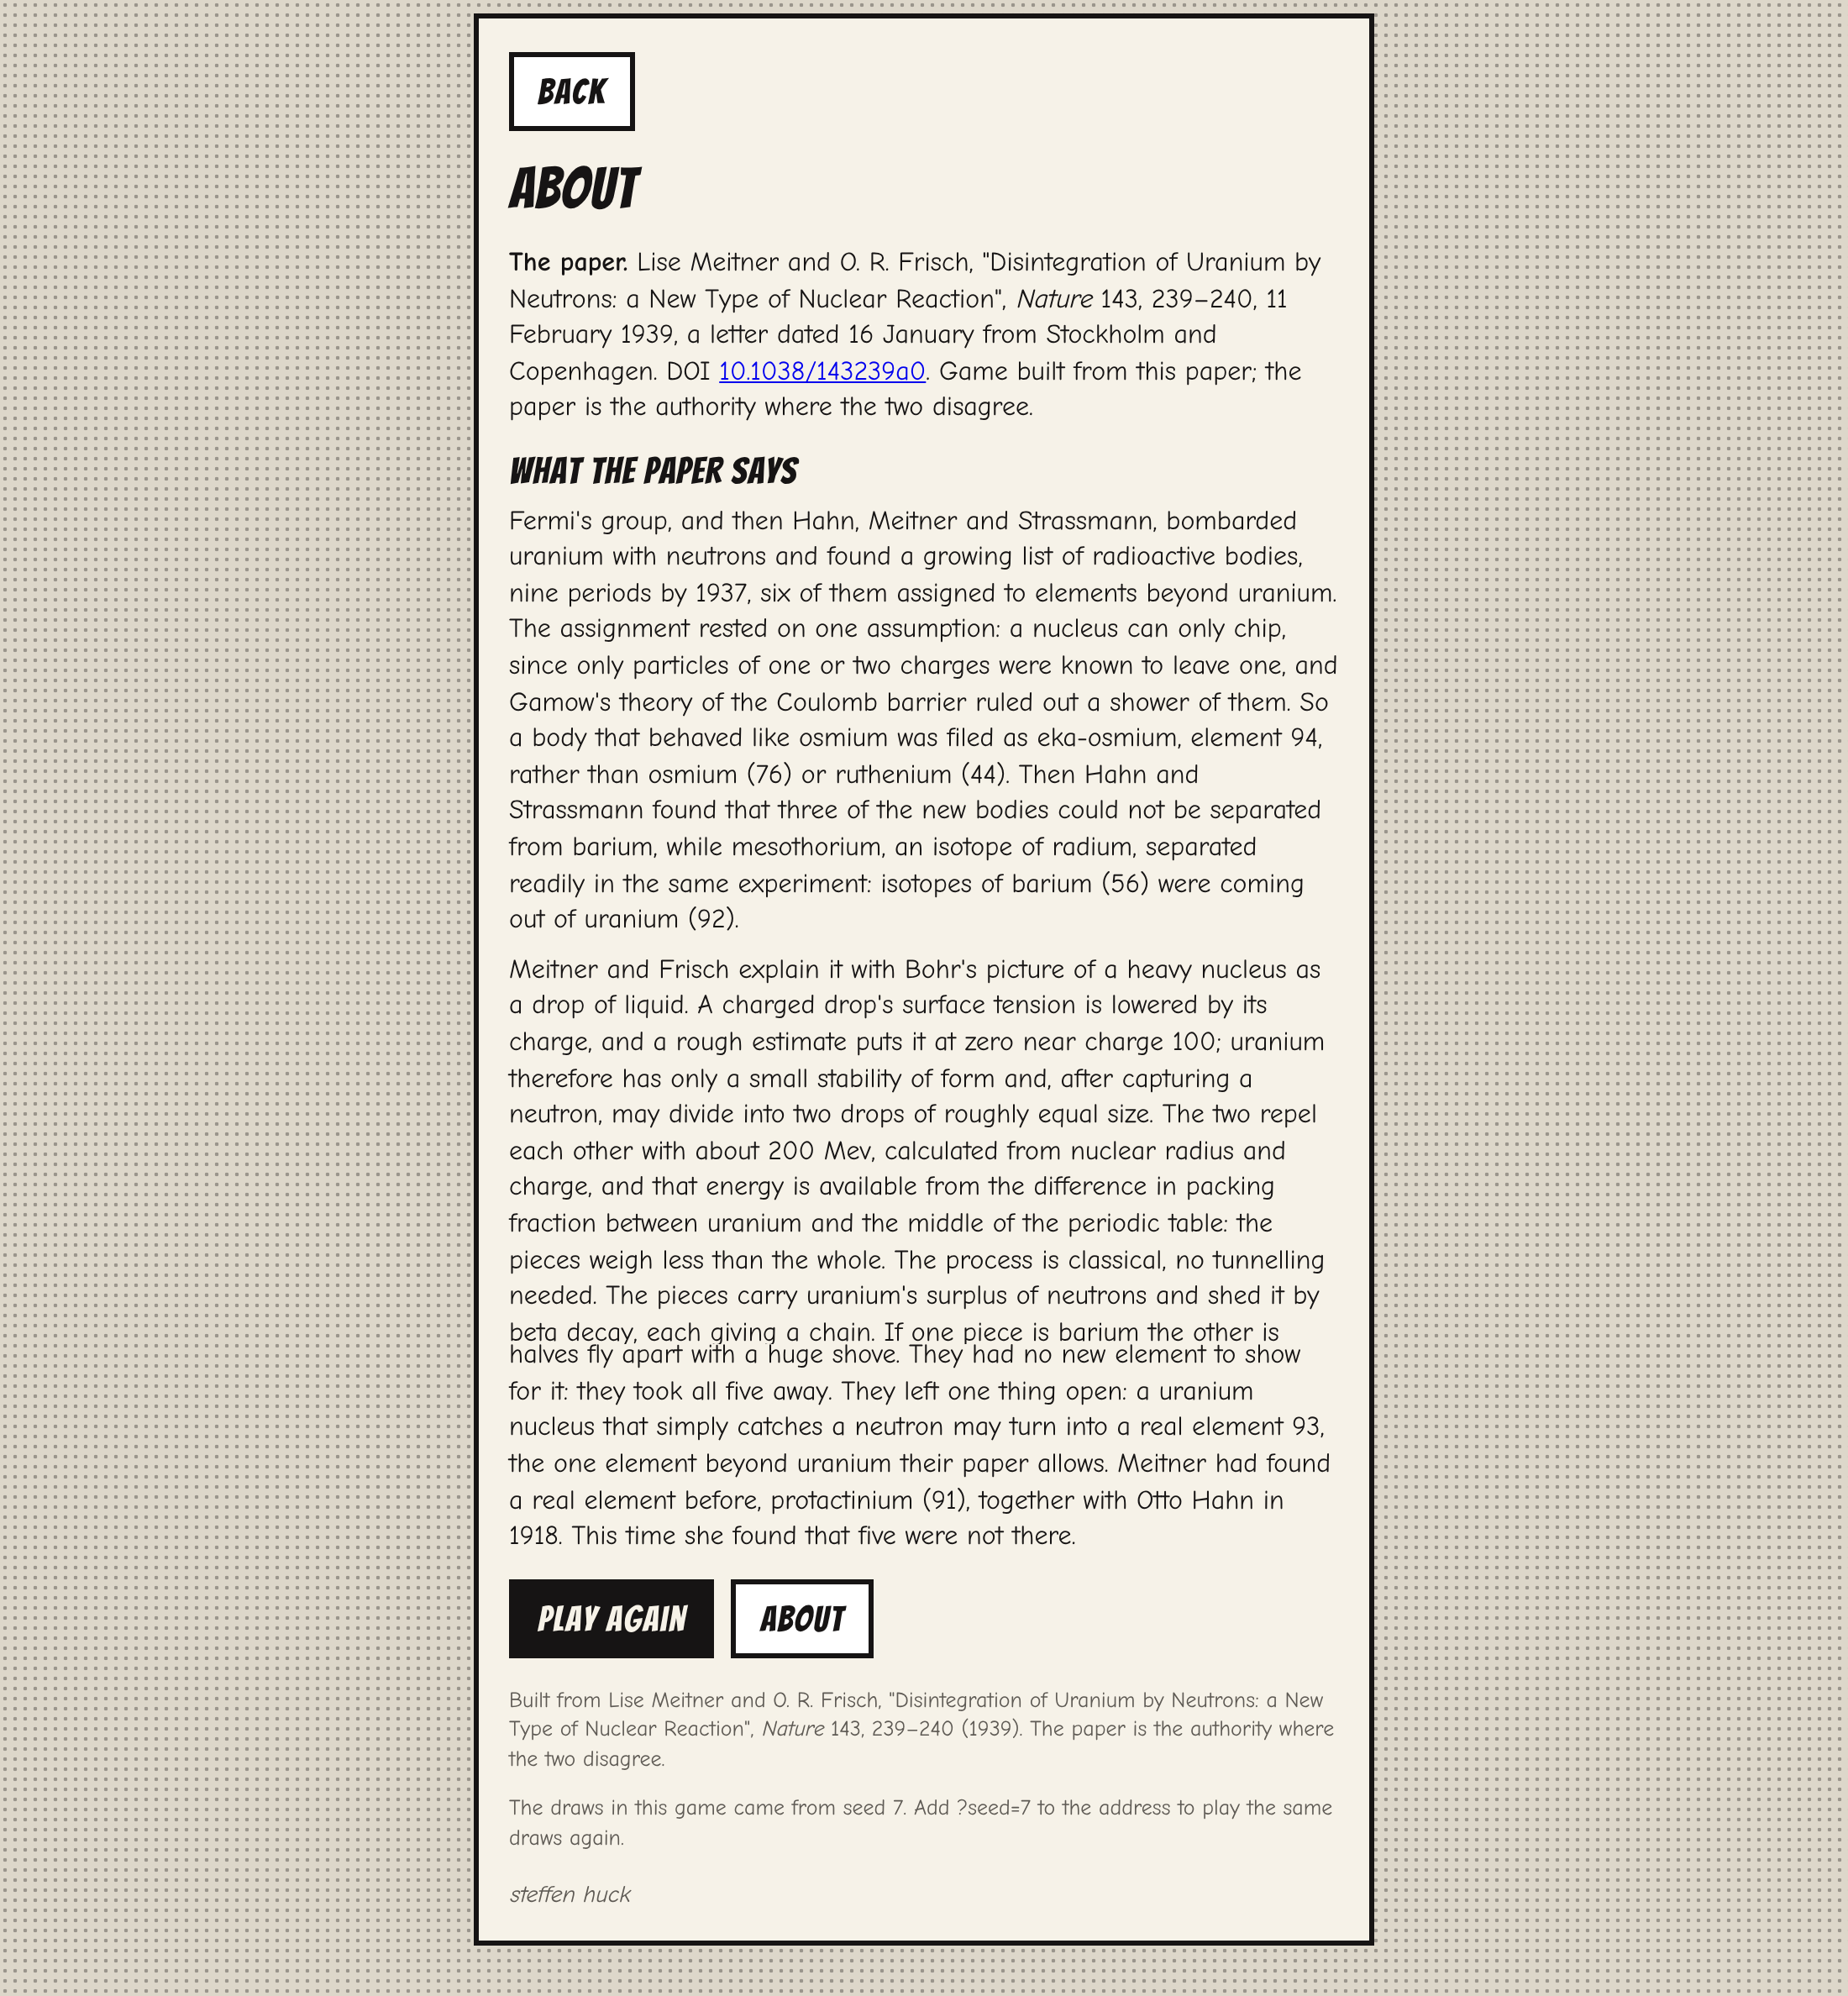 BACK
ABOUT
The paper. Lise Meitner and O. R. Frisch, "Disintegration of Uranium by
Neutrons: a New Type of Nuclear Reaction", Nature 143, 239–240, 11
February 1939, a letter dated 16 January from Stockholm and
Copenhagen. DOI 10.1038/143239a0. Game built from this paper; the
paper is the authority where the two disagree.
WHAT THE PAPER SAYS
Fermi's group, and then Hahn, Meitner and Strassmann, bombarded
uranium with neutrons and found a growing list of radioactive bodies,
nine periods by 1937, six of them assigned to elements beyond uranium.
The assignment rested on one assumption: a nucleus can only chip,
since only particles of one or two charges were known to leave one, and
Gamow's theory of the Coulomb barrier ruled out a shower of them. So
a body that behaved like osmium was filed as eka-osmium, element 94,
rather than osmium (76) or ruthenium (44). Then Hahn and
Strassmann found that three of the new bodies could not be separated
from barium, while mesothorium, an isotope of radium, separated
readily in the same experiment: isotopes of barium (56) were coming
out of uranium (92).
Meitner and Frisch explain it with Bohr's picture of a heavy nucleus as
a drop of liquid. A charged drop's surface tension is lowered by its
charge, and a rough estimate puts it at zero near charge 100; uranium
therefore has only a small stability of form and, after capturing a
neutron, may divide into two drops of roughly equal size. The two repel
each other with about 200 Mev, calculated from nuclear radius and
charge, and that energy is available from the difference in packing
fraction between uranium and the middle of the periodic table: the
pieces weigh less than the whole. The process is classical, no tunnelling
needed. The pieces carry uranium's surplus of neutrons and shed it by
beta decay, each giving a chain. If one piece is barium the other is
halves fly apart with a huge shove. They had no new element to show
for it: they took all five away. They left one thing open: a uranium
nucleus that simply catches a neutron may turn into a real element 93,
the one element beyond uranium their paper allows. Meitner had found
a real element before, protactinium (91), together with Otto Hahn in
1918. This time she found that five were not there.
PLAY AGAIN
ABOUT
Built from Lise Meitner and O. R. Frisch, "Disintegration of Uranium by Neutrons: a New
Type of Nuclear Reaction", Nature 143, 239–240 (1939). The paper is the authority where
the two disagree.
The draws in this game came from seed 7. Add ?seed=7 to the address to play the same
draws again.
steffen huck